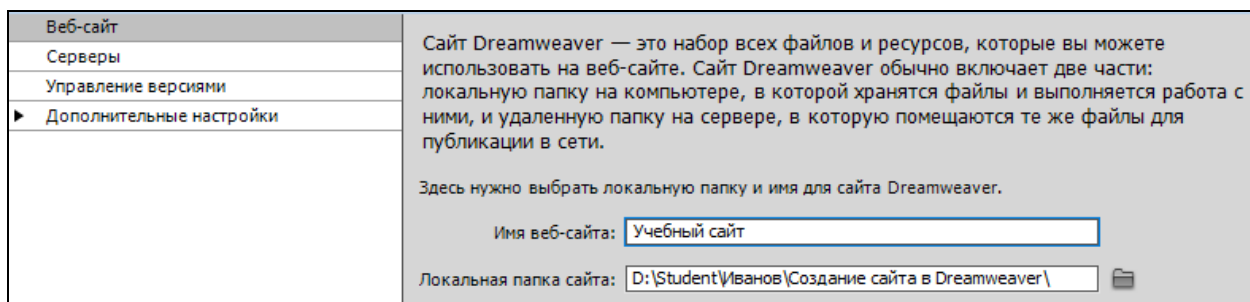 Веб-сайт
Серверы
Управление версиями
Дополнительные настройки
Сайт Dreamweaver — это набор всех файлов и ресурсов, которые вы можете
использовать на веб-сайте. Сайт Dreamweaver обычно включает две части:
локальную папку на компьютере, в которой хранятся файлы и выполняется работа с
ними, и удаленную папку на сервере, в которую помещаются те же файлы для
публикации в сети.
Здесь нужно выбрать локальную папку и имя для сайта Dreamweaver.
Имя веб-сайта: Учебный сайт
Локальная папка сайта: D:\Student\Иванов\Создание сайта в Dreamweaver\